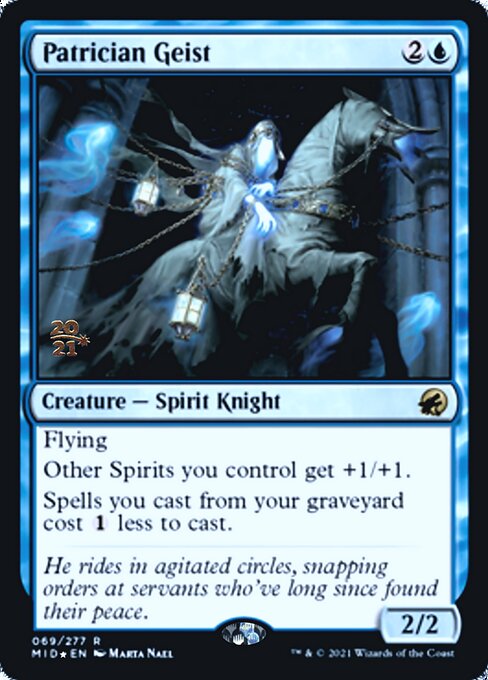 Patrician Geist 2
20
21
Creature — Spirit Knight
Flying
Other Spirits you control get +1/+1.
Spells you cast from your graveyard
cost 1 less to cast.
He rides in agitated circles, snapping
orders at servants who've long since found
their peace.
2/2
069/277 R
MID★EN Marta Nael ™ & © 2021 Wizards of the Coast